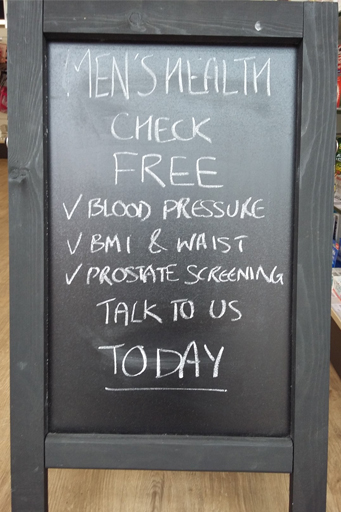 MEN'S HEALTH
CHECK
FREE
✓ BLOOD PRESSURE
✓ BMI & WAIST
✓ PROSTATE SCREENING
TALK TO US
TODAY